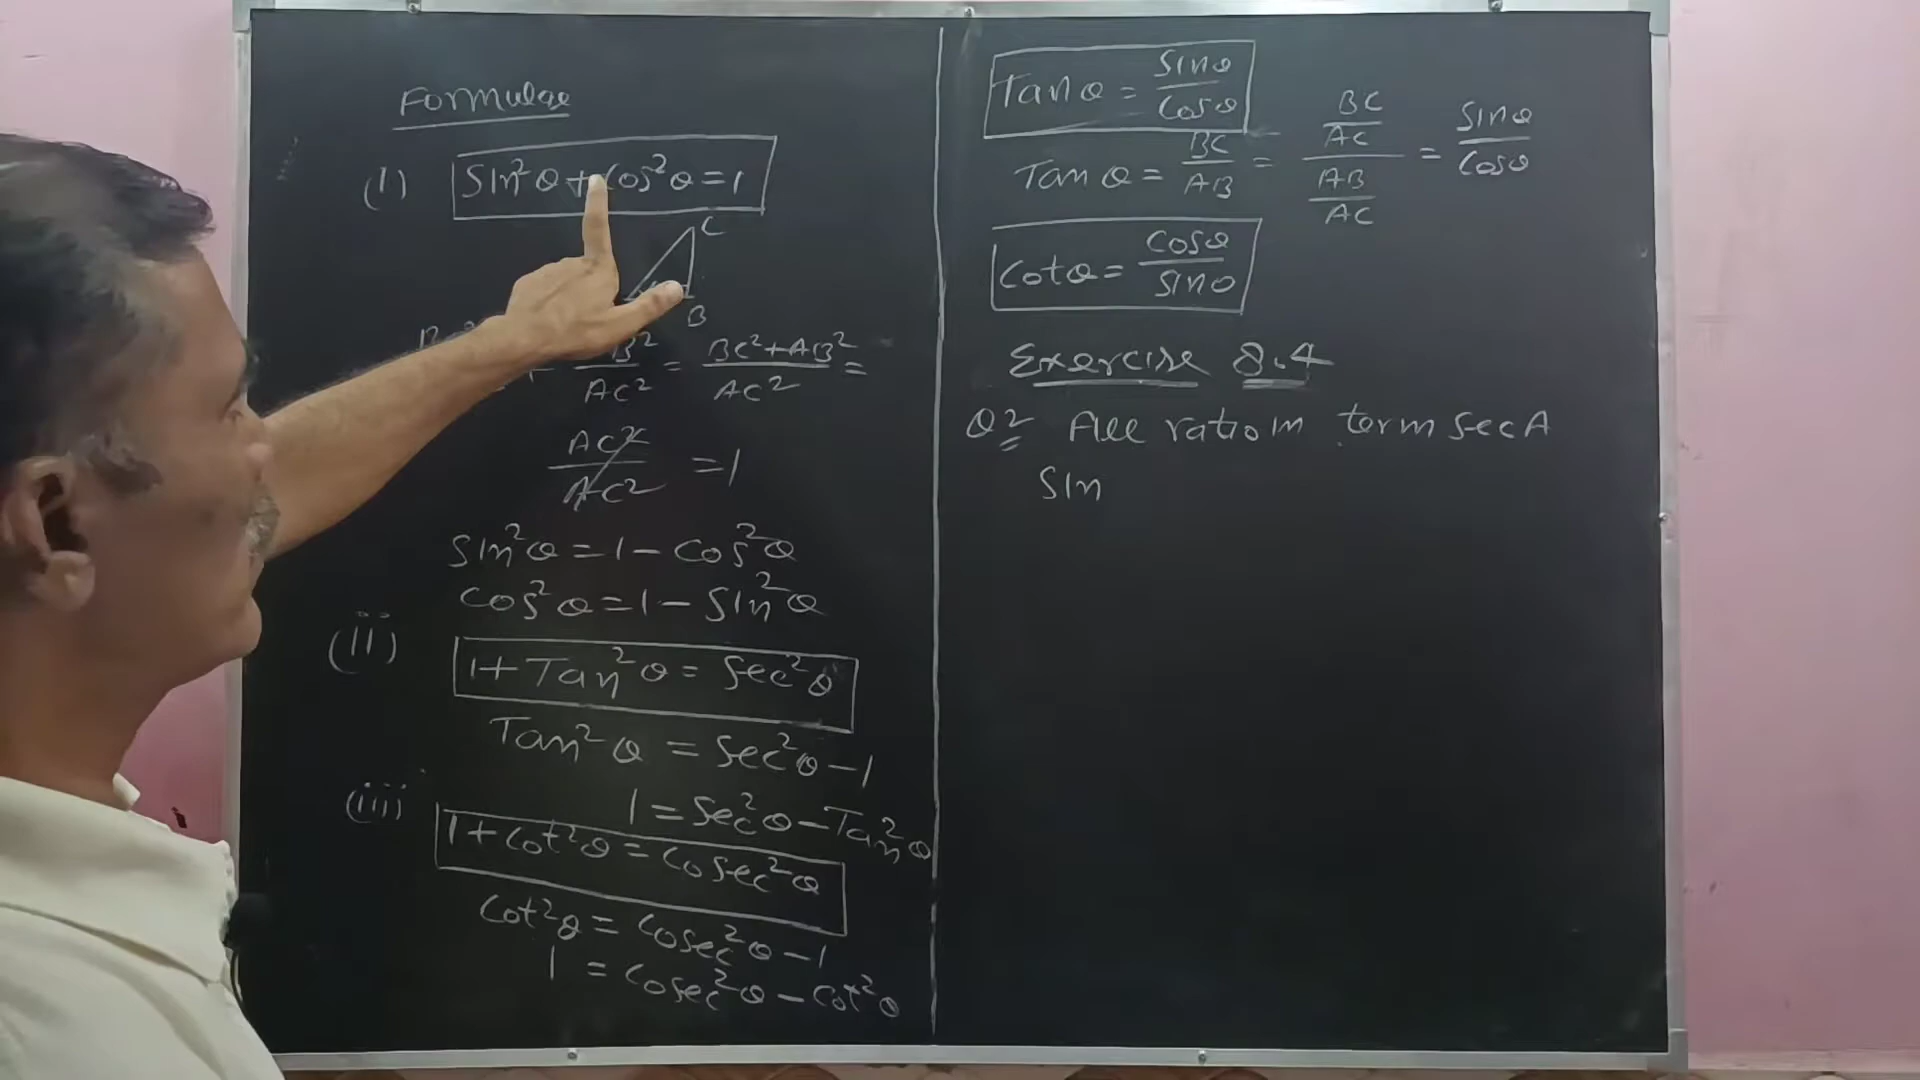 Formulae
(i) Sin²θ + Cos²θ = 1
C
B
B² / AC² = BC² + AB² / AC² =
AC² / AC² = 1
Sin²θ = 1 - Cos²θ
Cos²θ = 1 - Sin²θ
(ii) 1 + Tan²θ = Sec²θ
Tan²θ = Sec²θ - 1
1 = Sec²θ - Tan²θ
(iii) 1 + Cot²θ = Cosec²θ
Cot²θ = Cosec²θ - 1
1 = Cosec²θ - Cot²θ
Tanθ = Sinθ / Cosθ
Tanθ = BC / AB = BC / AC / AB / AC = Sinθ / Cosθ
Cotθ = Cosθ / Sinθ
Exercise 8.4
Q2 All ratio in term Sec A
Sin